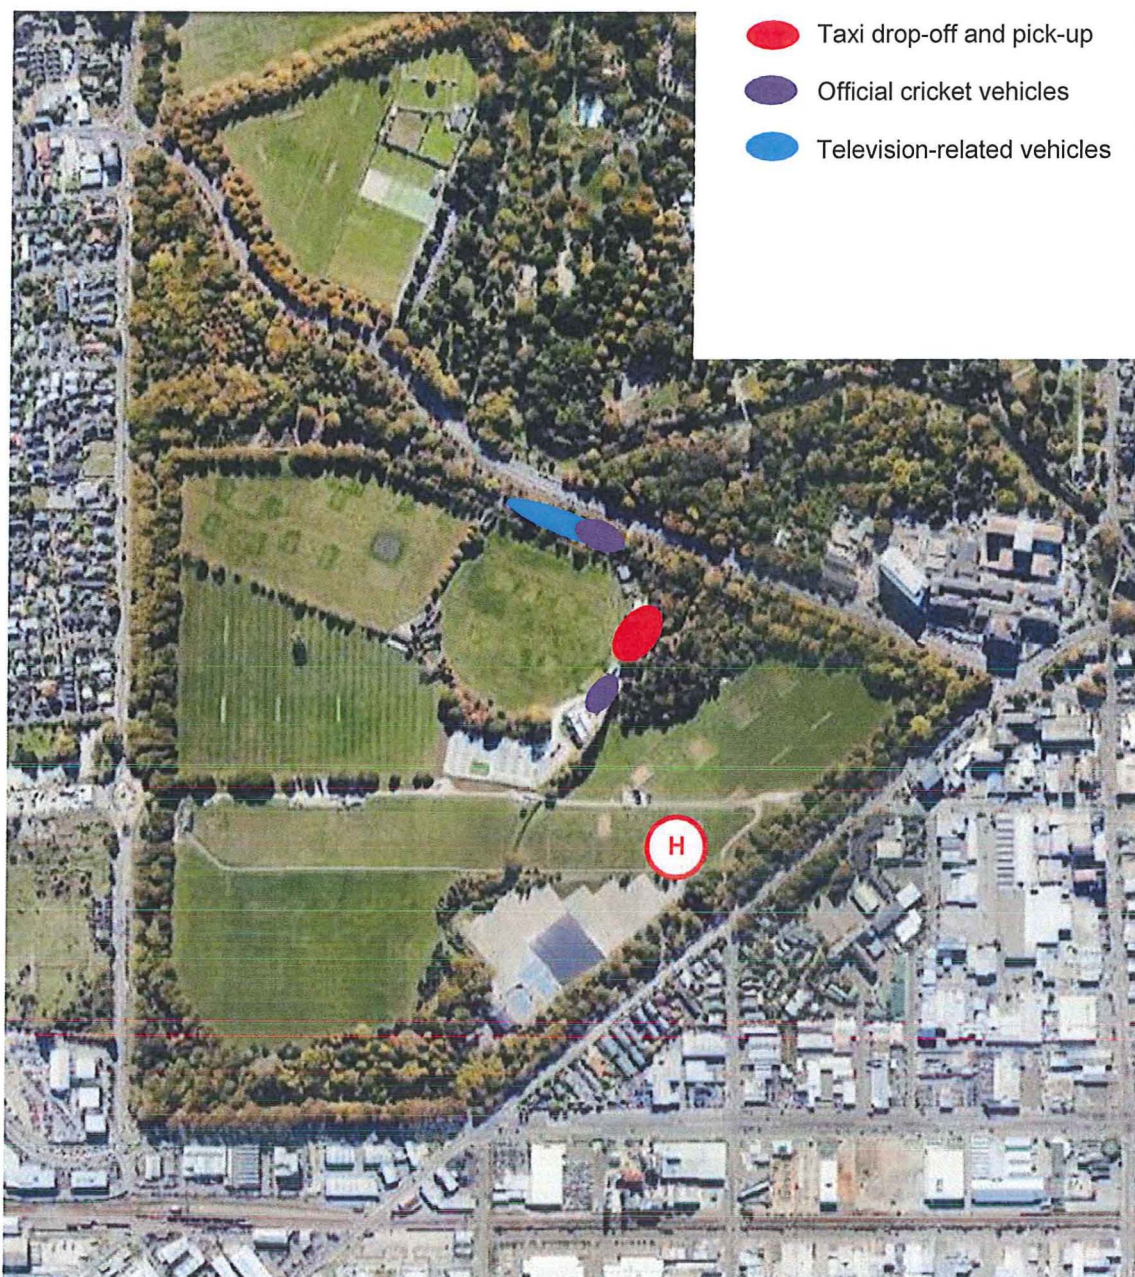 Taxi drop-off and pick-up
Official cricket vehicles
Television-related vehicles
H